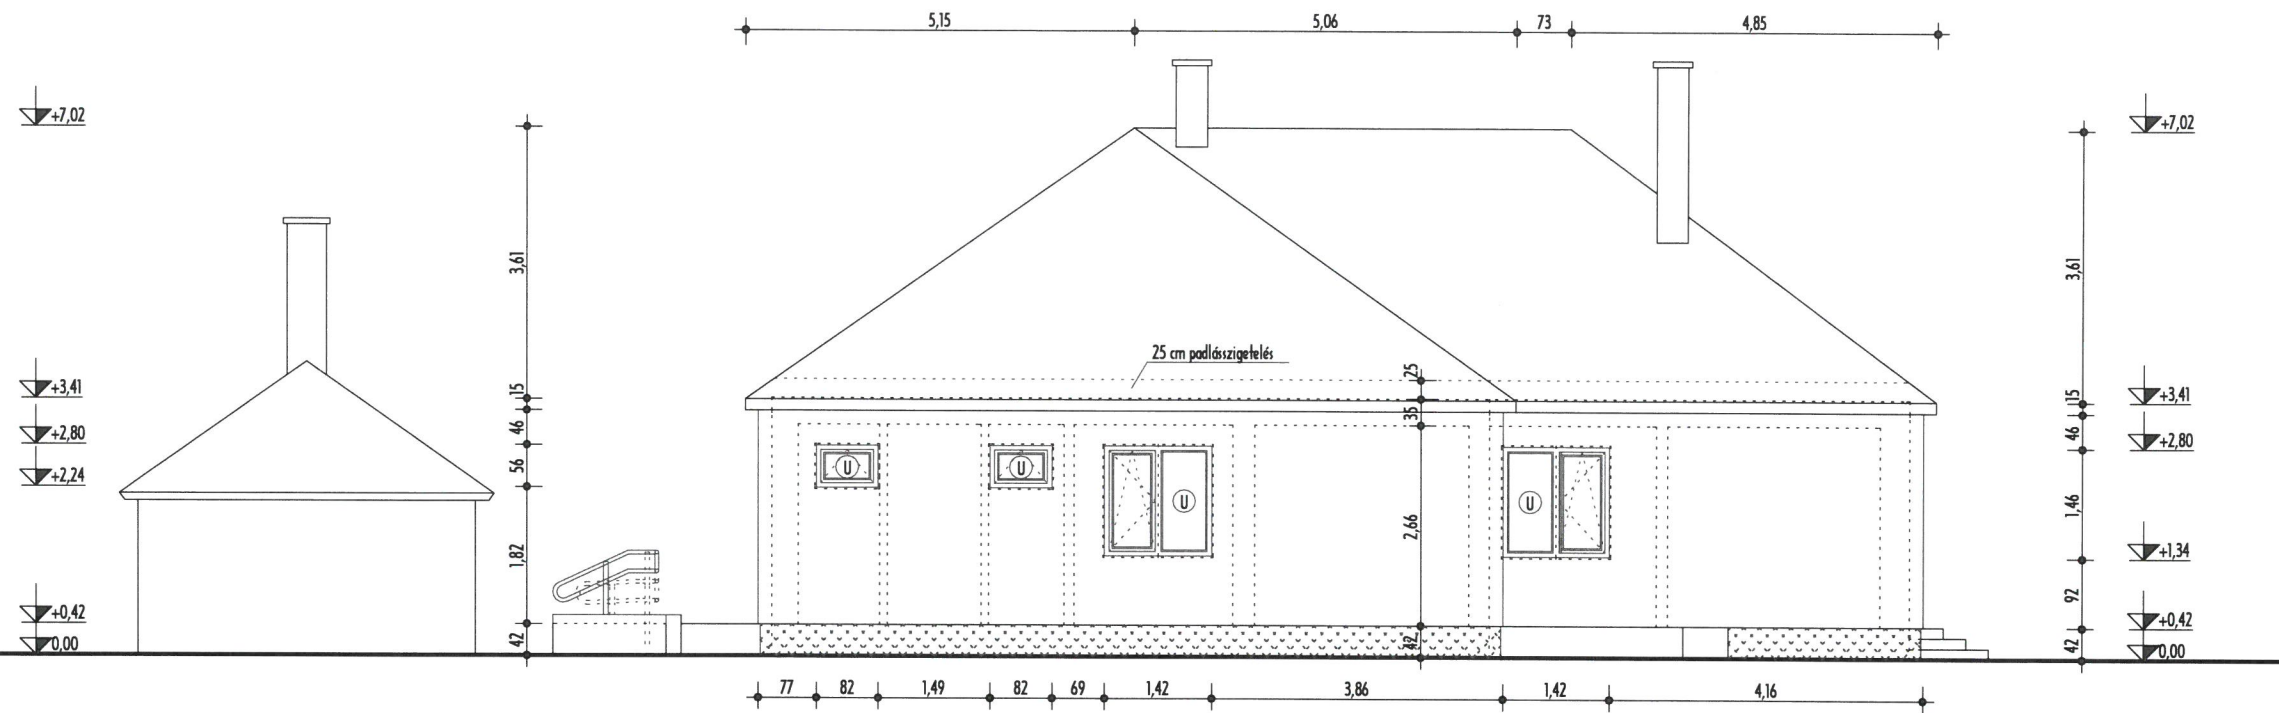 5,15 5,06 73 4,85
+7,02 +7,02
3,61 3,61
25 cm padlásszigetelés
25
+3,41 15 15 +3,41
35
+2,80 46 46 +2,80
+2,24 56
U U U U
1,46
2,66
1,82
+1,34
92
+0,42 +0,42
0,00 42 42 42 0,00
77 82 1,49 82 69 1,42 3,86 1,42 4,16